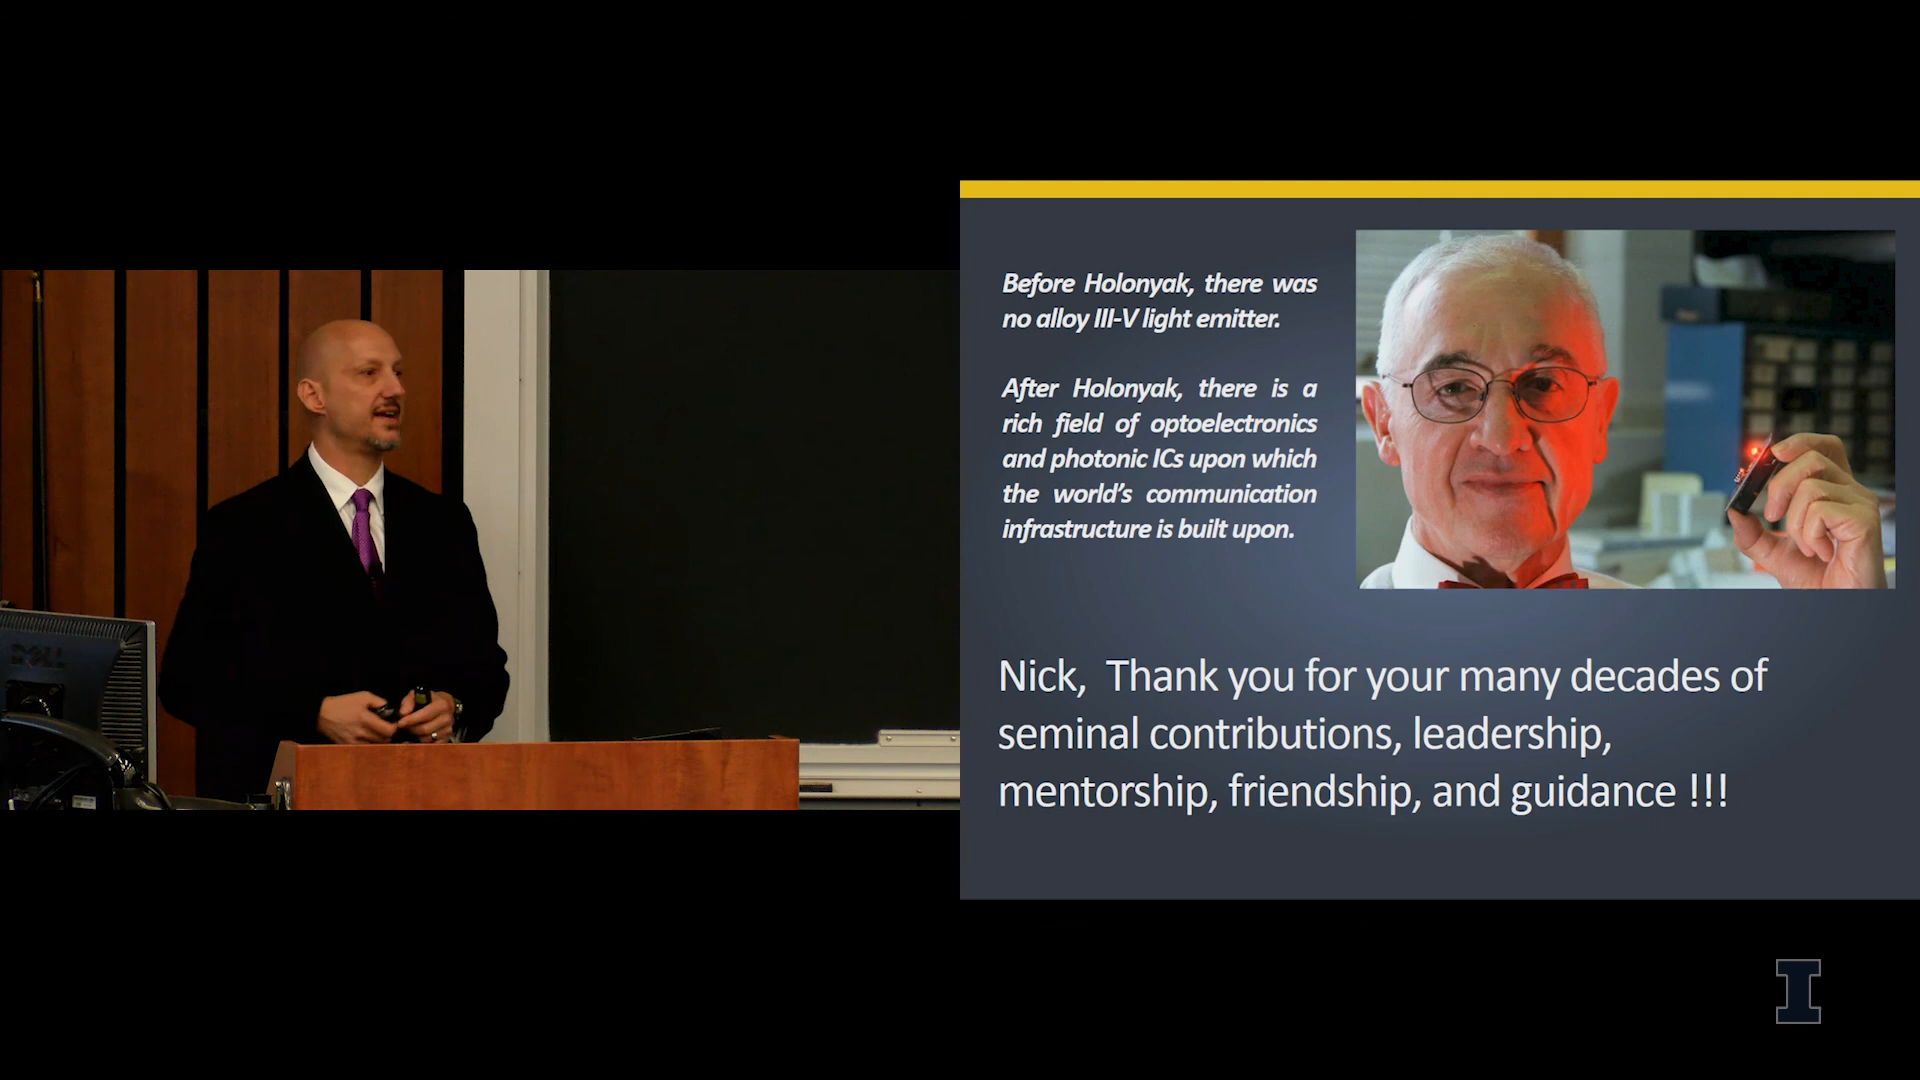 Before Holonyak, there was
no alloy III-V light emitter.
After Holonyak, there is a
rich field of optoelectronics
and photonic ICs upon which
the world's communication
infrastructure is built upon.
Nick, Thank you for your many decades of
seminal contributions, leadership,
mentorship, friendship, and guidance !!!
DELL
I